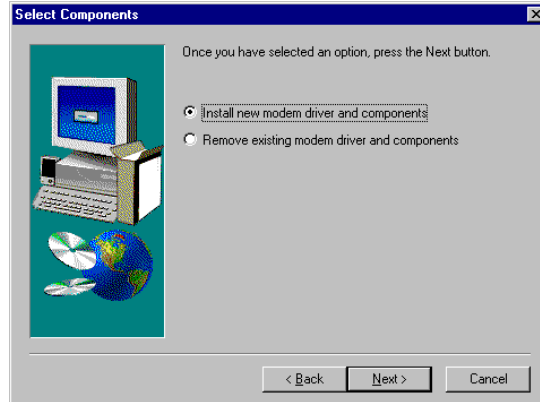 Select Components
Once you have selected an option, press the Next button.
Install new modem driver and components
Remove existing modem driver and components
< Back
Next >
Cancel